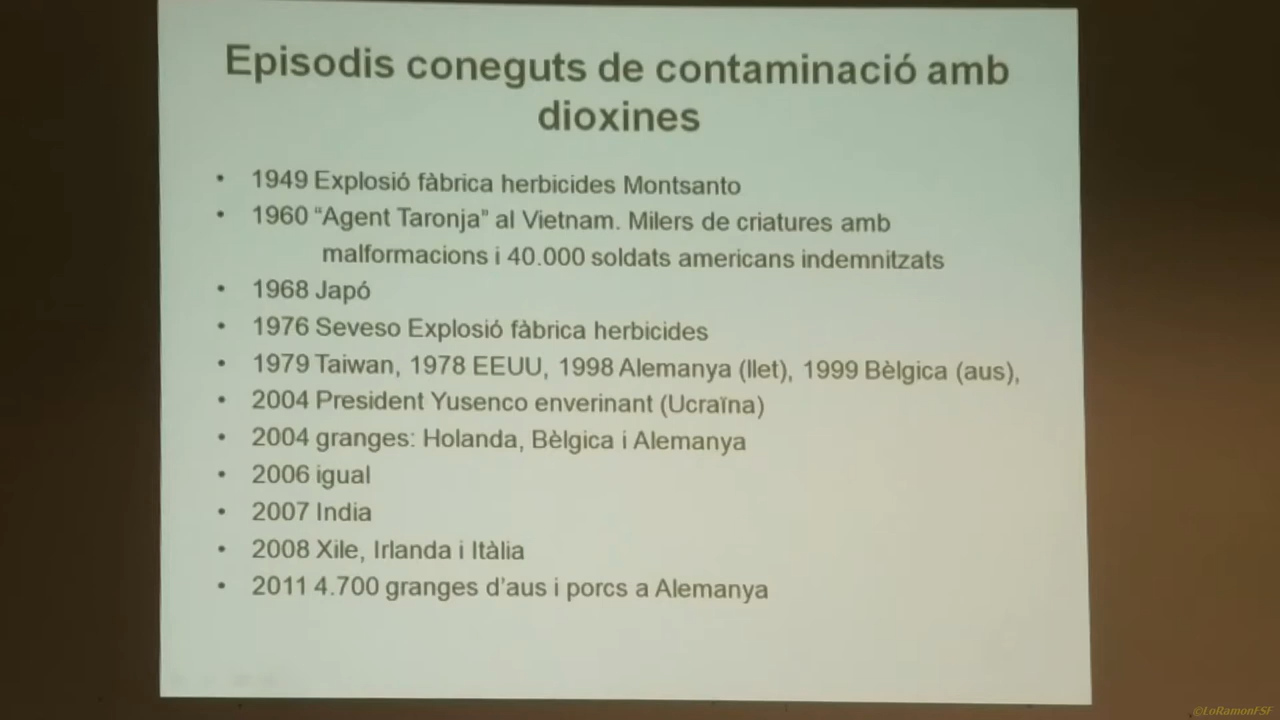 Episodis coneguts de contaminació amb
dioxines
• 1949 Explosió fàbrica herbicides Montsanto
• 1960 “Agent Taronja” al Vietnam. Milers de criatures amb
malformacions i 40.000 soldats americans indemnitzats
• 1968 Japó
• 1976 Seveso Explosió fàbrica herbicides
• 1979 Taiwan, 1978 EEUU, 1998 Alemanya (llet), 1999 Bèlgica (aus),
• 2004 President Yusenco enverinant (Ucraïna)
• 2004 granges: Holanda, Bèlgica i Alemanya
• 2006 igual
• 2007 India
• 2008 Xile, Irlanda i Itàlia
• 2011 4.700 granges d’aus i porcs a Alemanya
©LoRamonFSF